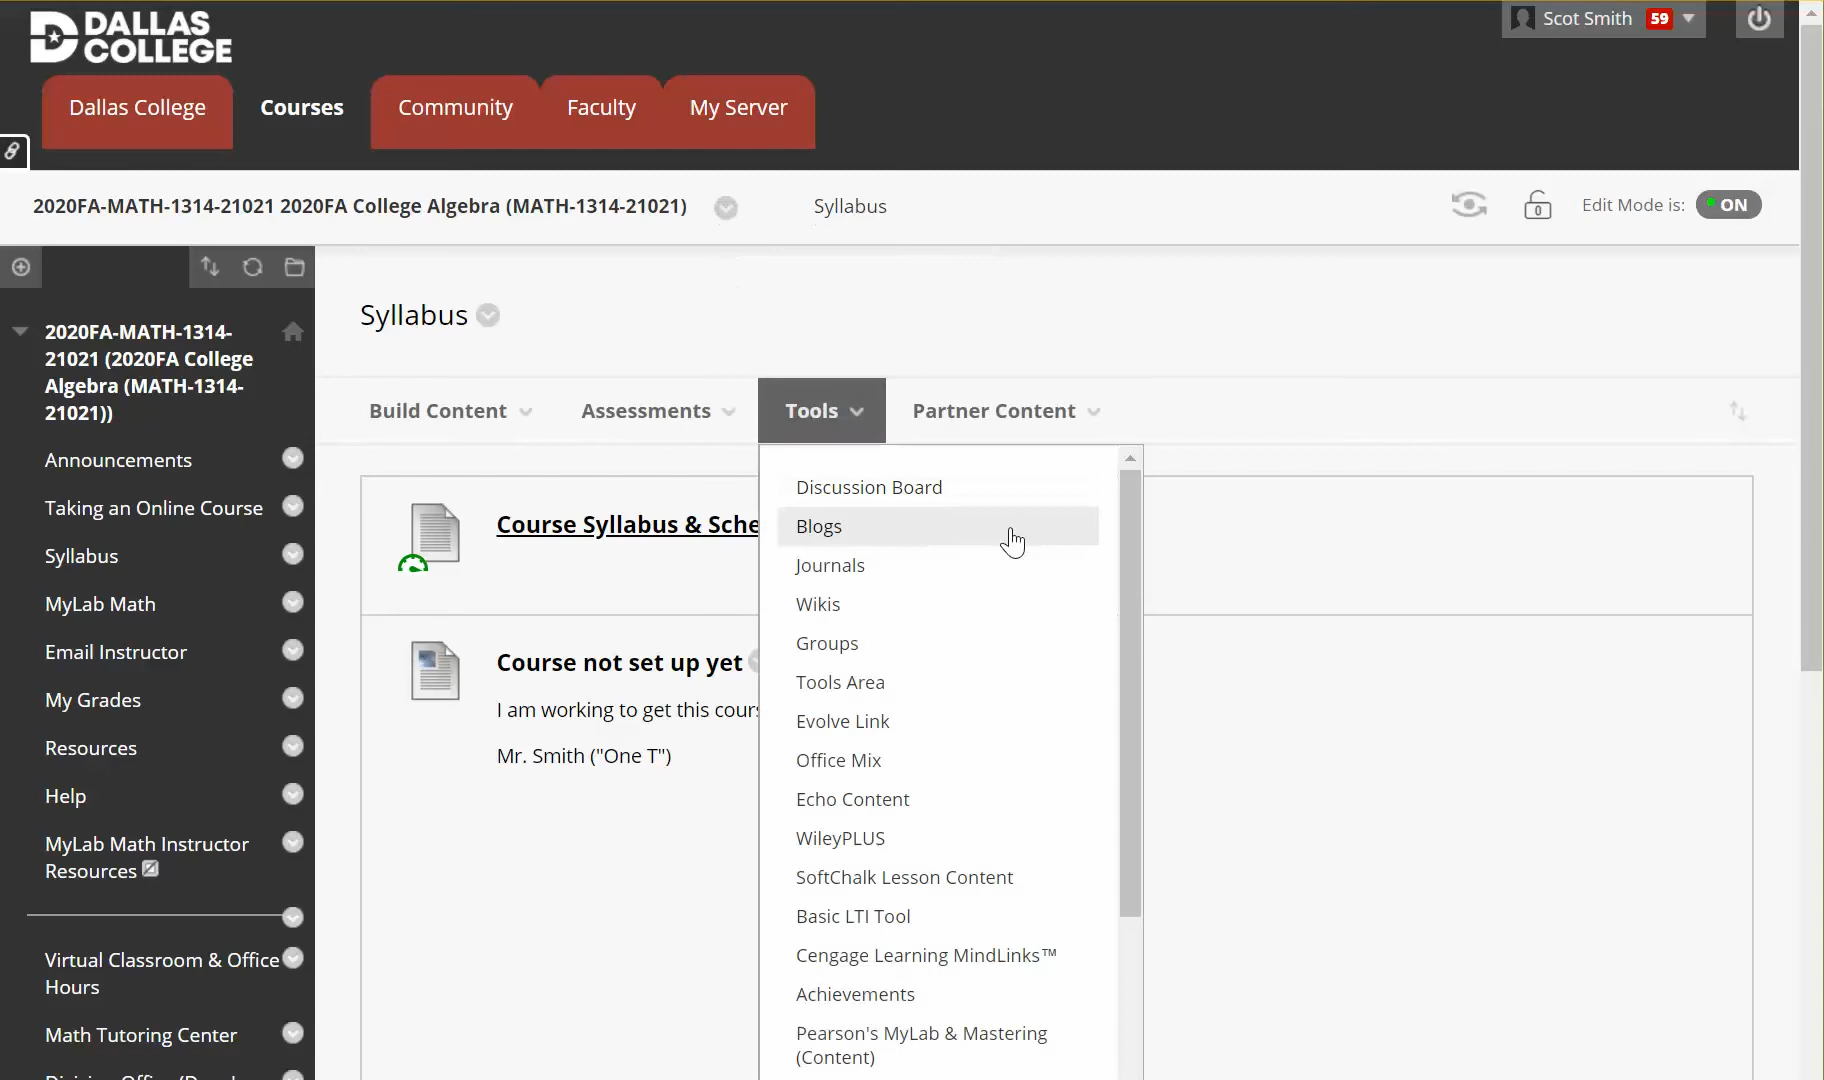 DALLAS
COLLEGE
Scot Smith 59
Dallas College
Courses
Community
Faculty
My Server
2020FA-MATH-1314-21021 2020FA College Algebra (MATH-1314-21021)
Syllabus
0
Edit Mode is:
ON
2020FA-MATH-1314-
21021 (2020FA College
Algebra (MATH-1314-
21021))
Announcements
Taking an Online Course
Syllabus
MyLab Math
Email Instructor
My Grades
Resources
Help
MyLab Math Instructor
Resources
Virtual Classroom & Office
Hours
Math Tutoring Center
Syllabus
Build Content
Assessments
Tools
Partner Content
Course Syllabus & Sche
Course not set up yet
I am working to get this cour
Mr. Smith ("One T")
Discussion Board
Blogs
Journals
Wikis
Groups
Tools Area
Evolve Link
Office Mix
Echo Content
WileyPLUS
SoftChalk Lesson Content
Basic LTI Tool
Cengage Learning MindLinks™
Achievements
Pearson's MyLab & Mastering
(Content)